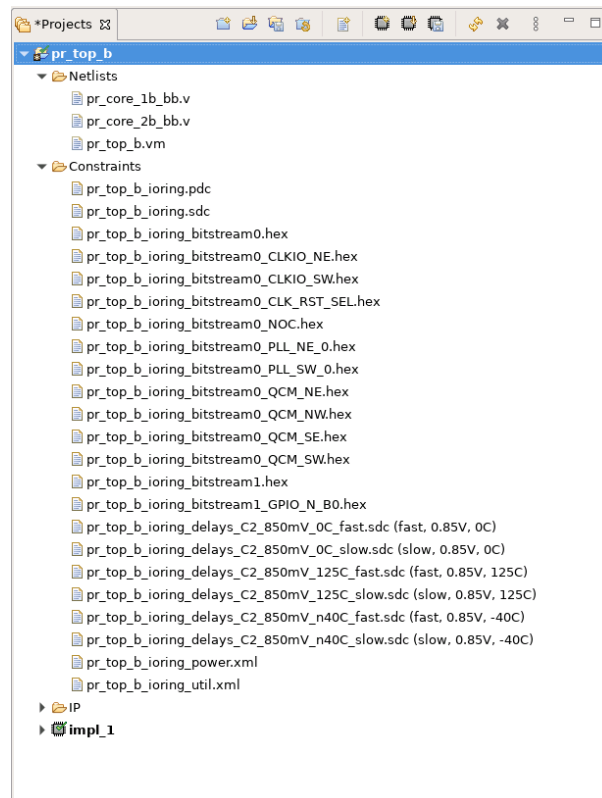 *Projects
pr_top_b
Netlists
pr_core_1b_bb.v
pr_core_2b_bb.v
pr_top_b.vm
Constraints
pr_top_b_ioring.pdc
pr_top_b_ioring.sdc
pr_top_b_ioring_bitstream0.hex
pr_top_b_ioring_bitstream0_CLKIO_NE.hex
pr_top_b_ioring_bitstream0_CLKIO_SW.hex
pr_top_b_ioring_bitstream0_CLK_RST_SEL.hex
pr_top_b_ioring_bitstream0_NOC.hex
pr_top_b_ioring_bitstream0_PLL_NE_0.hex
pr_top_b_ioring_bitstream0_PLL_SW_0.hex
pr_top_b_ioring_bitstream0_QCM_NE.hex
pr_top_b_ioring_bitstream0_QCM_NW.hex
pr_top_b_ioring_bitstream0_QCM_SE.hex
pr_top_b_ioring_bitstream0_QCM_SW.hex
pr_top_b_ioring_bitstream1.hex
pr_top_b_ioring_bitstream1_GPIO_N_B0.hex
pr_top_b_ioring_delays_C2_850mV_0C_fast.sdc (fast, 0.85V, 0C)
pr_top_b_ioring_delays_C2_850mV_0C_slow.sdc (slow, 0.85V, 0C)
pr_top_b_ioring_delays_C2_850mV_125C_fast.sdc (fast, 0.85V, 125C)
pr_top_b_ioring_delays_C2_850mV_125C_slow.sdc (slow, 0.85V, 125C)
pr_top_b_ioring_delays_C2_850mV_n40C_fast.sdc (fast, 0.85V, -40C)
pr_top_b_ioring_delays_C2_850mV_n40C_slow.sdc (slow, 0.85V, -40C)
pr_top_b_ioring_power.xml
pr_top_b_ioring_util.xml
IP
impl_1